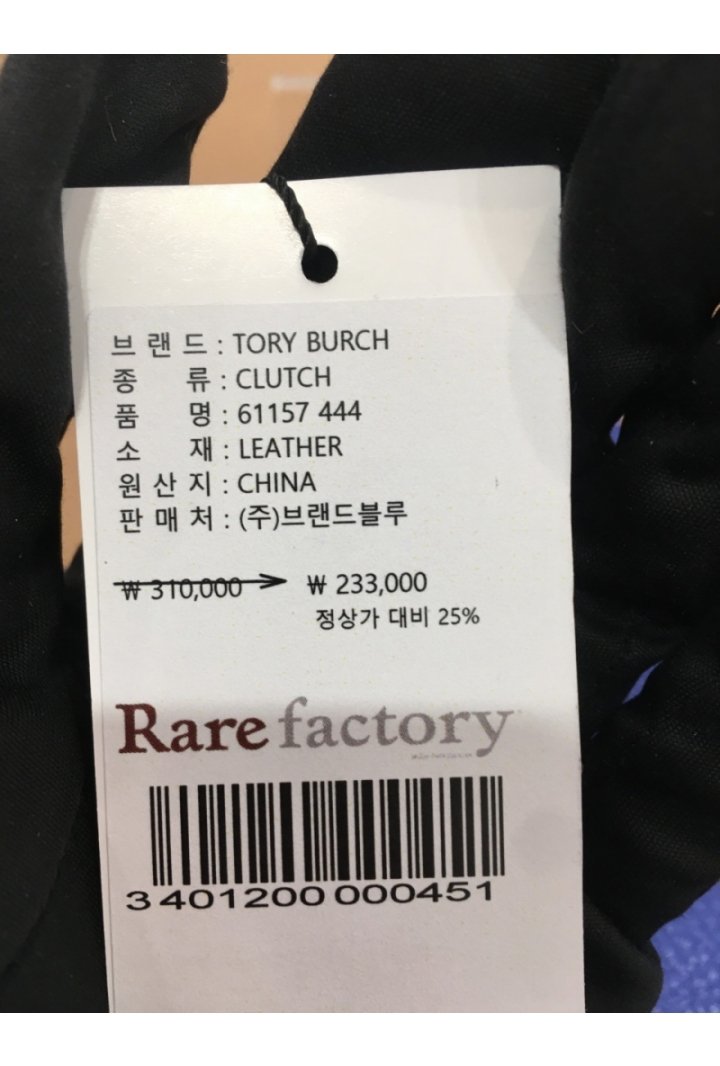 브 랜 드 : TORY BURCH
종 류 : CLUTCH
품 명 : 61157 444
소 재 : LEATHER
원 산 지 : CHINA
판 매 처 : (주)브랜드블루
₩ 310,000 → ₩ 233,000
정상가 대비 25%
Rare factory
3 401200 000451